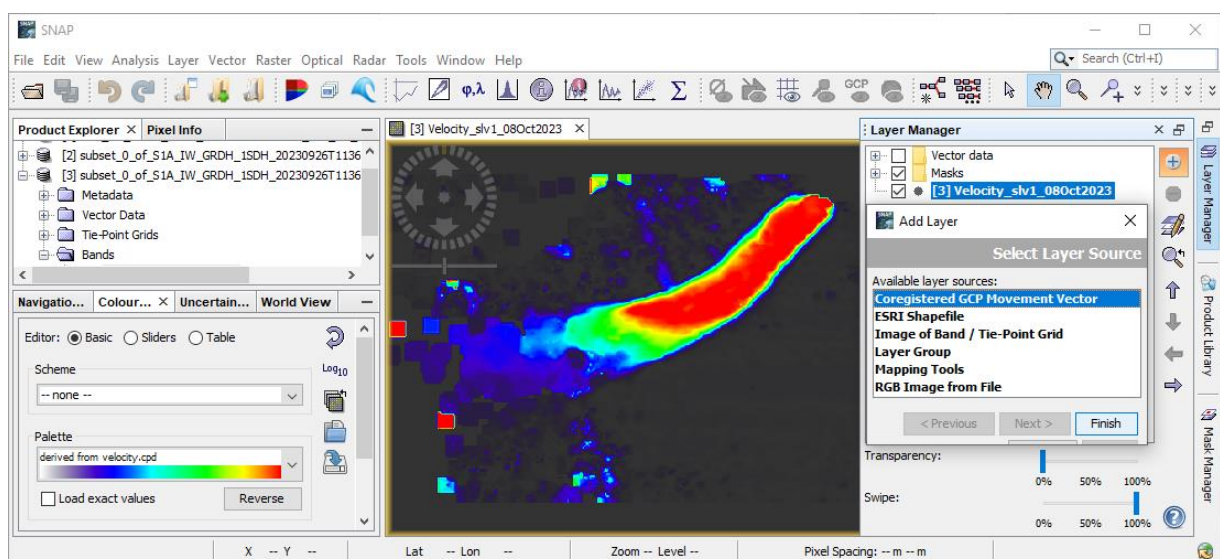 SNAP
File Edit View Analysis Layer Vector Raster Optical Radar Tools Window Help
Search (Ctrl+I)
φ,λ
Σ
GCP
Product Explorer
Pixel Info
[3] Velocity_slv1_08Oct2023
Layer Manager
[2] subset_0_of_S1A_IW_GRDH_1SDH_20230926T1136
[3] subset_0_of_S1A_IW_GRDH_1SDH_20230926T1136
Metadata
Vector Data
Tie-Point Grids
Bands
Vector data
Masks
[3] Velocity_slv1_08Oct2023
Add Layer
Select Layer Source
Available layer sources:
Coregistered GCP Movement Vector
ESRI Shapefile
Image of Band / Tie-Point Grid
Layer Group
Mapping Tools
RGB Image from File
< Previous Next > Finish
Navigatio... Colour... Uncertain... World View
Editor: Basic Sliders Table
Scheme
Log10
-- none --
Palette
derived from velocity.cpd
Load exact values Reverse
Transparency:
0% 50% 100%
Swipe:
0% 50% 100%
Layer Manager
Product Library
Mask Manager
X -- Y -- Lat -- Lon -- Zoom -- Level -- Pixel Spacing: -- m -- m